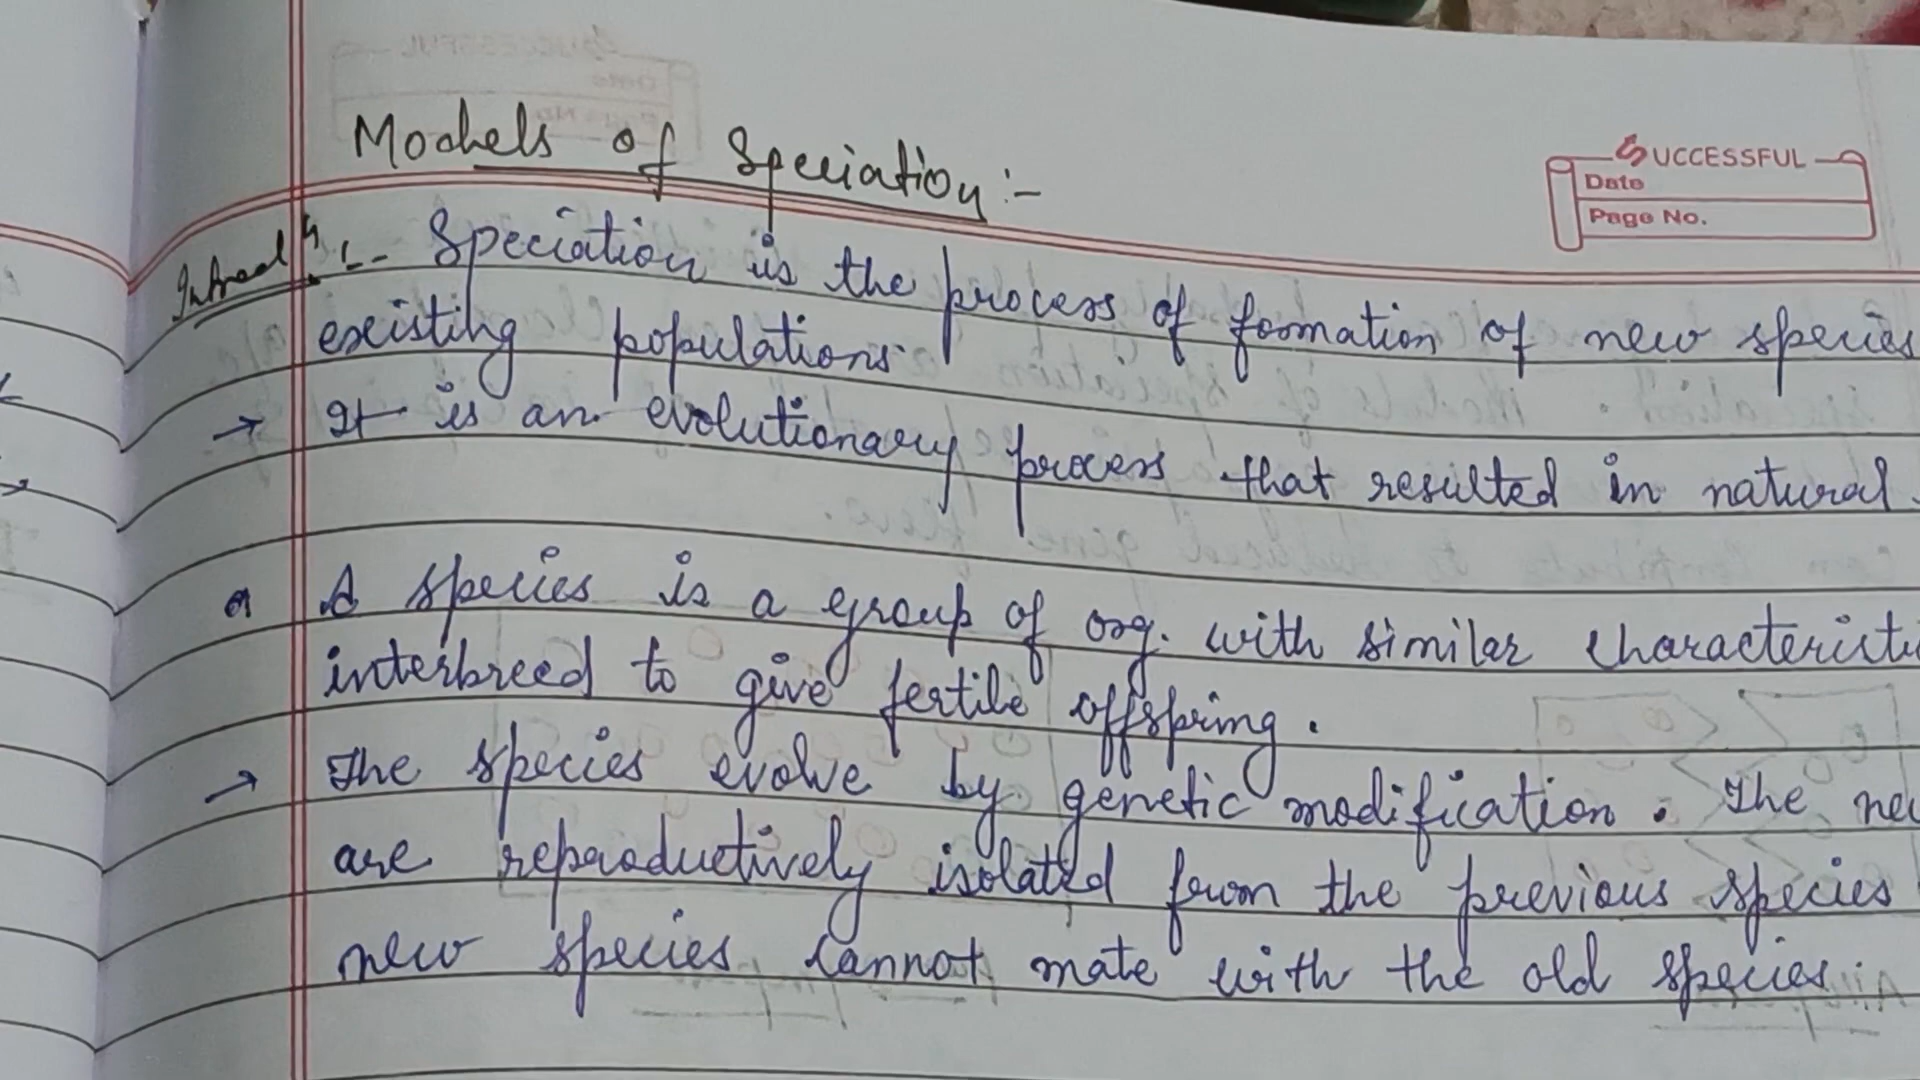 Models of Speciation :-
SUCCESSFUL
Date
Page No.
Introdⁿ :- Speciation is the process of formation of new species
existing populations.
→ It is an evolutionary process that resulted in natural
A species is a group of org. with similar
interbreed to give fertile offspring.
→ The species evolve by genetic modification. The
are reproductively isolated from the previous species
new species cannot mate with the old species.